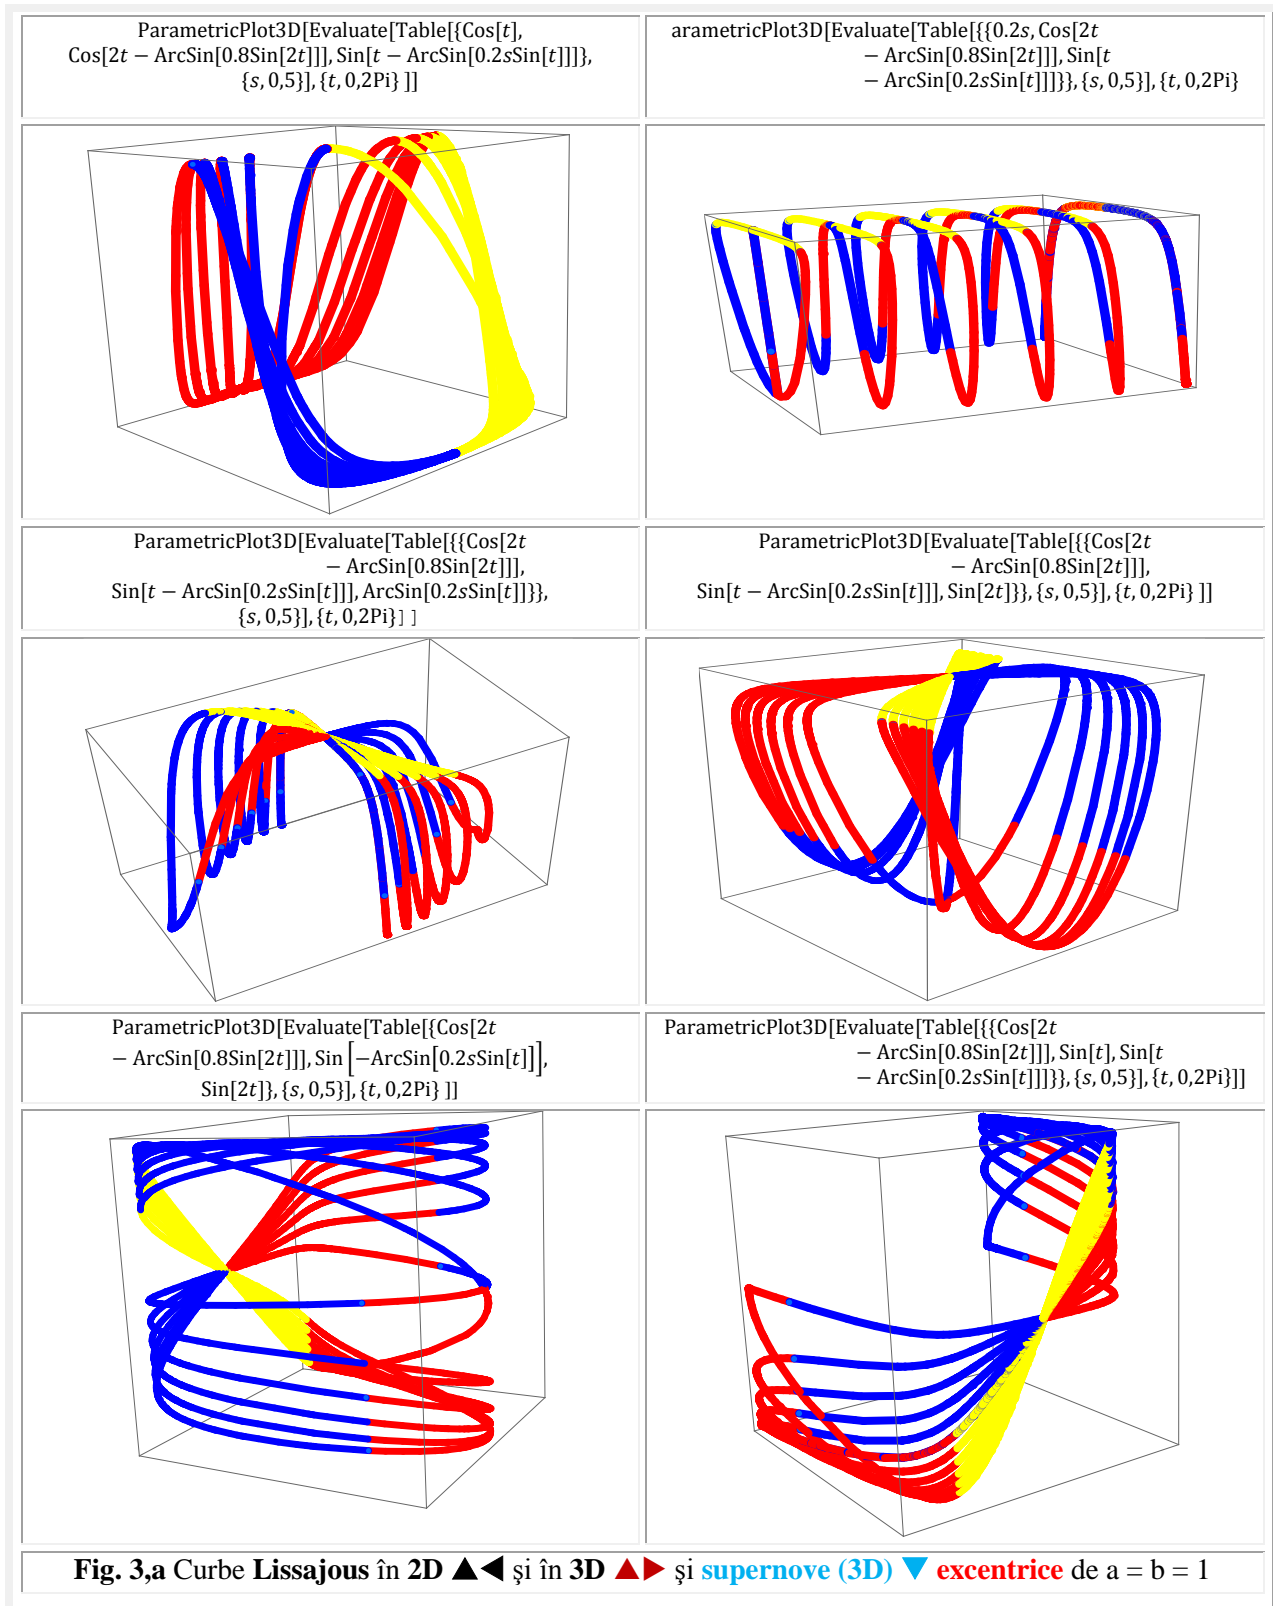 ParametricPlot3D[Evaluate[Table[{Cos[t],
Cos[2t − ArcSin[0.8Sin[2t]]], Sin[t − ArcSin[0.2sSin[t]]]},
{s, 0,5}], {t, 0,2Pi} ]]
arametricPlot3D[Evaluate[Table[{{0.2s, Cos[2t
− ArcSin[0.8Sin[2t]]], Sin[t
− ArcSin[0.2sSin[t]]]}}, {s, 0,5}], {t, 0,2Pi}
ParametricPlot3D[Evaluate[Table[{{Cos[2t
− ArcSin[0.8Sin[2t]]],
Sin[t − ArcSin[0.2sSin[t]]], ArcSin[0.2sSin[t]]}},
{s, 0,5}], {t, 0,2Pi}] ]
ParametricPlot3D[Evaluate[Table[{{Cos[2t
− ArcSin[0.8Sin[2t]]],
Sin[t − ArcSin[0.2sSin[t]]], Sin[2t]}}, {s, 0,5}], {t, 0,2Pi} ]]
ParametricPlot3D[Evaluate[Table[{Cos[2t
− ArcSin[0.8Sin[2t]]], Sin [−ArcSin[0.2sSin[t]]],
Sin[2t]}, {s, 0,5}], {t, 0,2Pi} ]]
ParametricPlot3D[Evaluate[Table[{{Cos[2t
− ArcSin[0.8Sin[2t]]], Sin[t], Sin[t
− ArcSin[0.2sSin[t]]]}}, {s, 0,5}], {t, 0,2Pi}]]
Fig. 3,a Curbe Lissajous în 2D ▲◀ şi în 3D ▲▶ şi supernove (3D) ▼ excentrice de a = b = 1